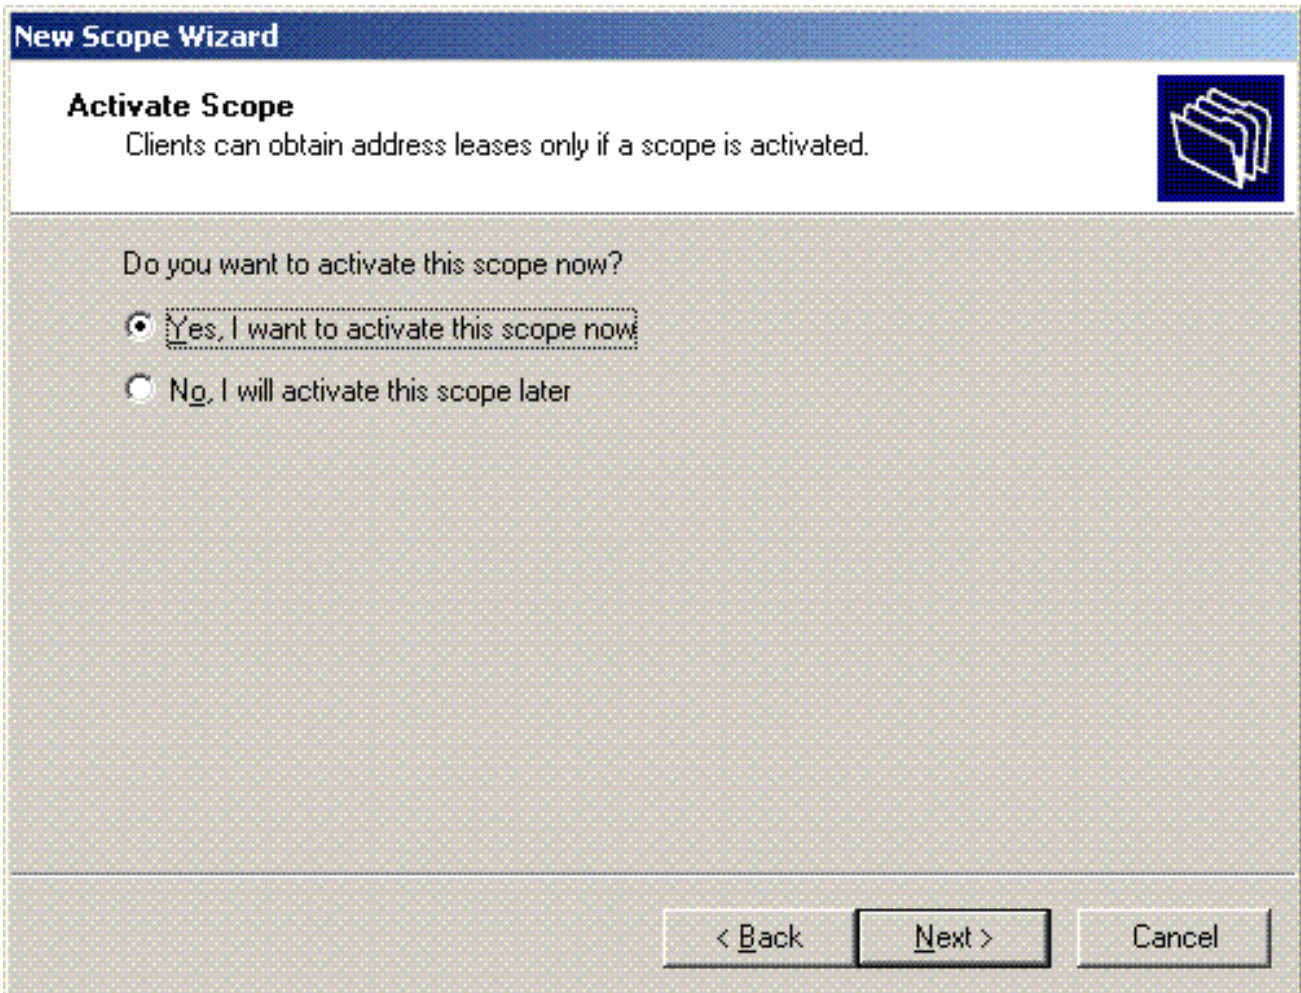 New Scope Wizard
Activate Scope
Clients can obtain address leases only if a scope is activated.
Do you want to activate this scope now?
Yes, I want to activate this scope now
No, I will activate this scope later
< Back Next > Cancel